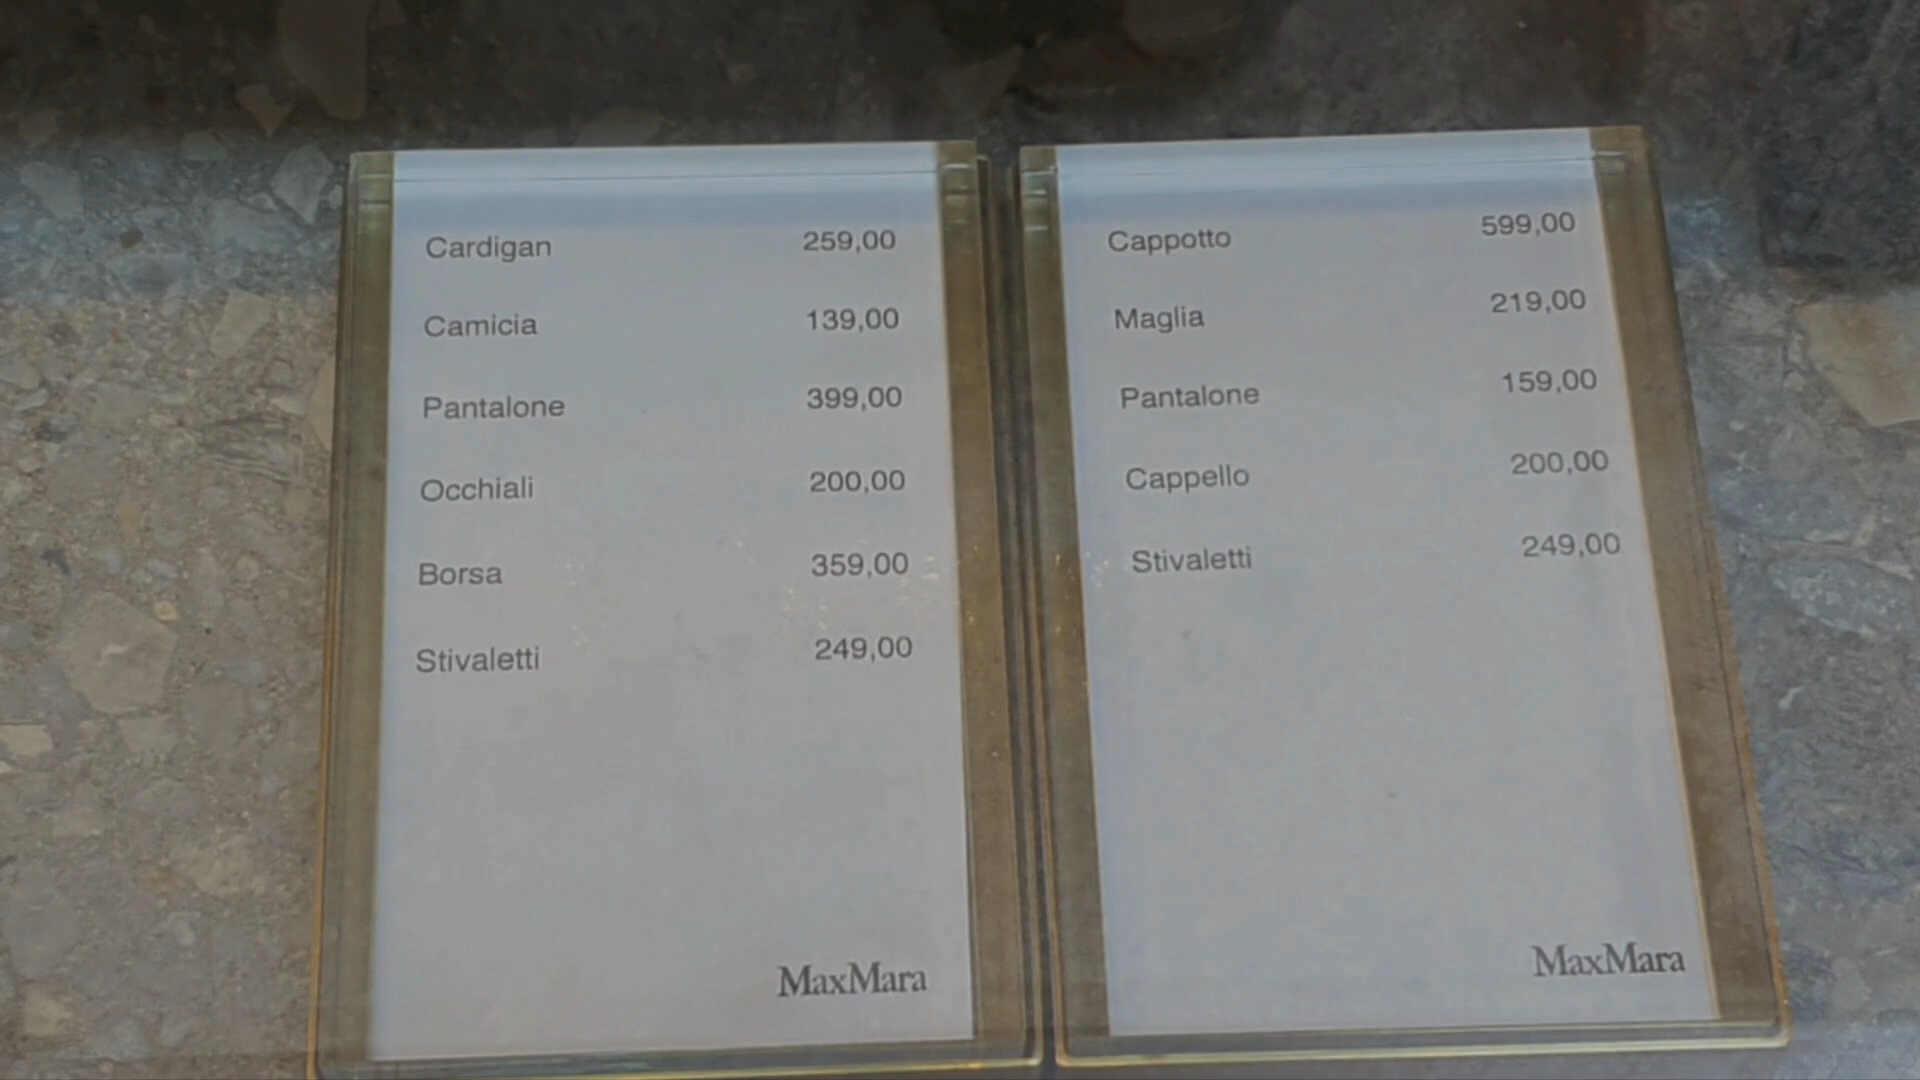 Cardigan 259,00
Camicia 139,00
Pantalone 399,00
Occhiali 200,00
Borsa 359,00
Stivaletti 249,00
MaxMara
Cappotto 599,00
Maglia 219,00
Pantalone 159,00
Cappello 200,00
Stivaletti 249,00
MaxMara